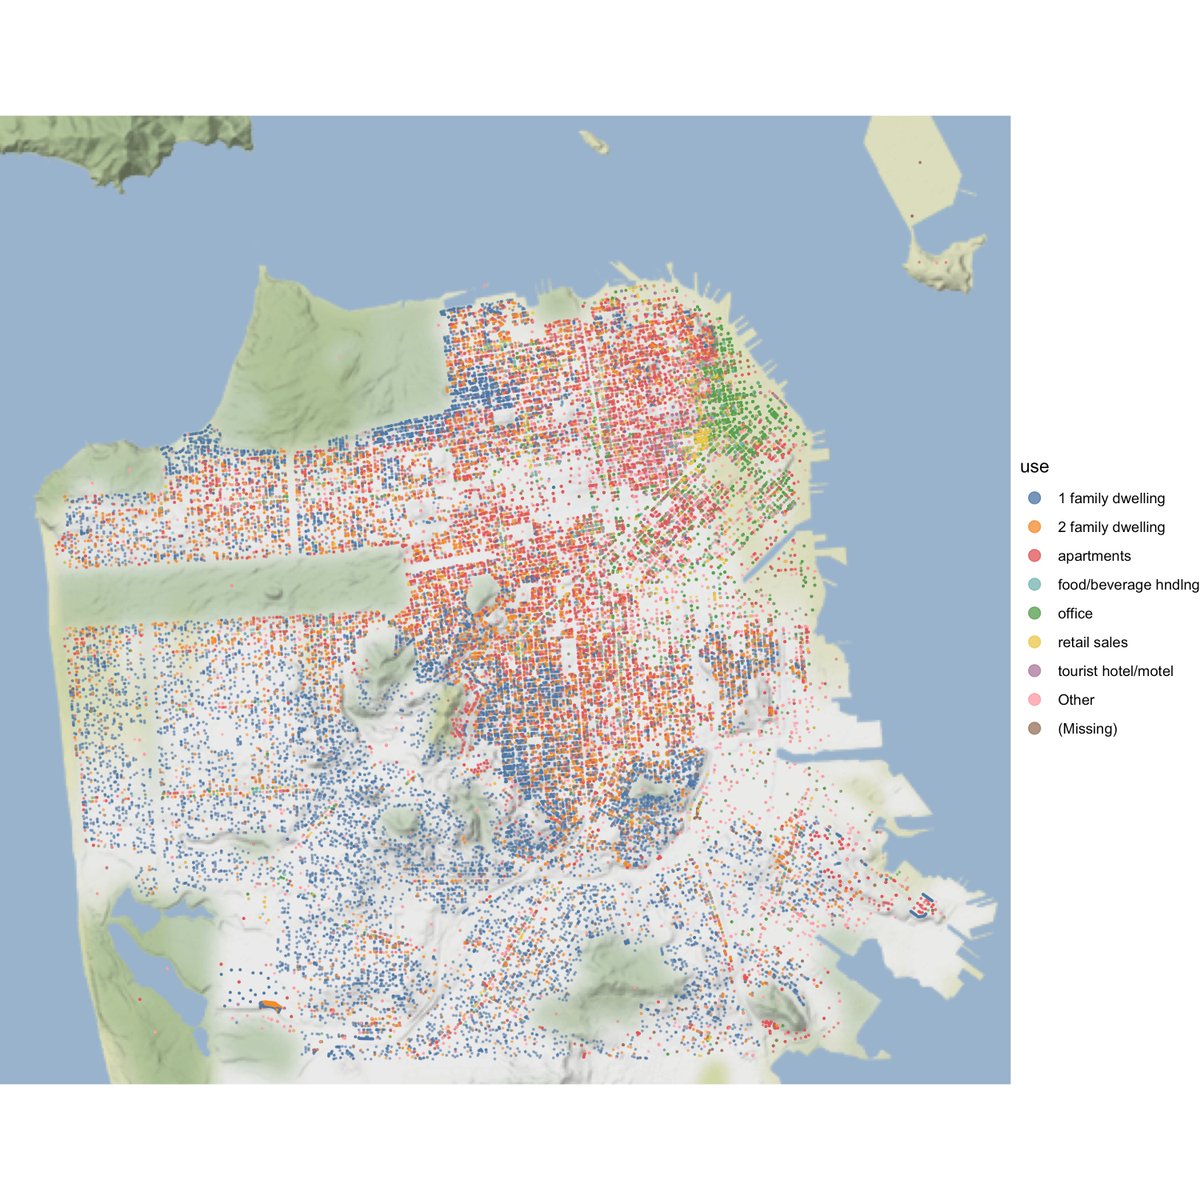 use
1 family dwelling
2 family dwelling
apartments
food/beverage hndlng
office
retail sales
tourist hotel/motel
Other
(Missing)